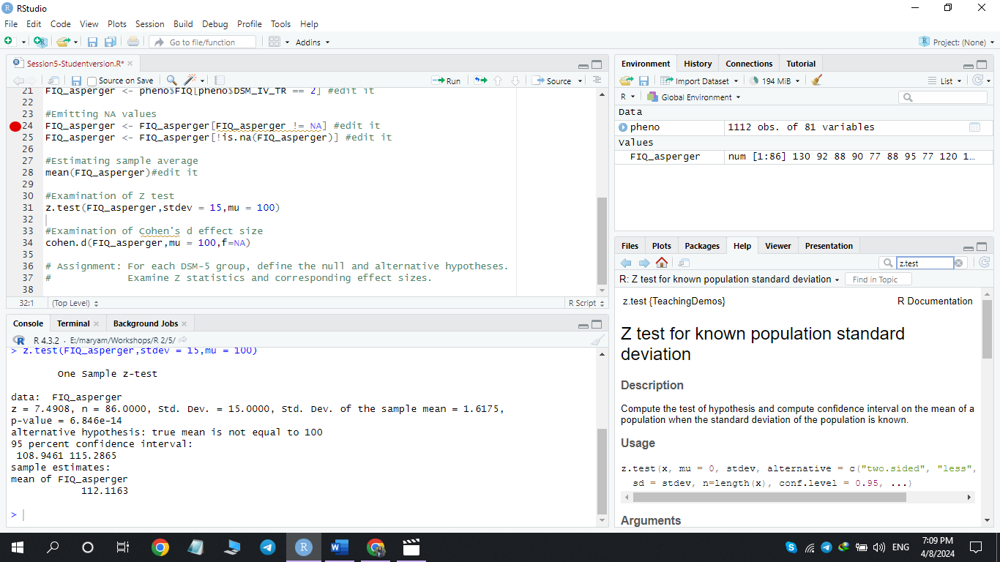 RStudio
File Edit Code View Plots Session Build Debug Profile Tools Help
Go to file/function Addins Project: (None)
Session5-Studentversion.R*
Source on Save Run Source
21 FIQ_asperger <- pheno$FIQ[pheno$DSM_IV_TR == 2] #edit it
22
23 #Emitting NA values
24 FIQ_asperger <- FIQ_asperger[FIQ_asperger != NA] #edit it
25 FIQ_asperger <- FIQ_asperger[!is.na(FIQ_asperger)] #edit it
26
27 #Estimating sample average
28 mean(FIQ_asperger)#edit it
29
30 #Examination of Z test
31 z.test(FIQ_asperger,stdev = 15,mu = 100)
32
33 #Examination of Cohen's d effect size
34 cohen.d(FIQ_asperger,mu = 100,f=NA)
35
36 # Assignment: For each DSM-5 group, define the null and alternative hypotheses.
37 # Examine Z statistics and corresponding effect sizes.
38
32:1 (Top Level) R Script
Console Terminal Background Jobs
R R 4.3.2 · E:/maryam/Workshops/R 2/5/
> z.test(FIQ_asperger,stdev = 15,mu = 100)
One Sample z-test
data: FIQ_asperger
z = 7.4908, n = 86.0000, Std. Dev. = 15.0000, Std. Dev. of the sample mean = 1.6175,
p-value = 6.846e-14
alternative hypothesis: true mean is not equal to 100
95 percent confidence interval:
108.9461 115.2865
sample estimates:
mean of FIQ_asperger
112.1163
>
Environment History Connections Tutorial
Import Dataset 194 MiB List
R Global Environment
Data
pheno 1112 obs. of 81 variables
Values
FIQ_asperger num [1:86] 130 92 88 90 77 88 95 77 120 1…
Files Plots Packages Help Viewer Presentation
z.test
R: Z test for known population standard deviation Find in Topic
z.test {TeachingDemos} R Documentation
Z test for known population standard
deviation
Description
Compute the test of hypothesis and compute confidence interval on the mean of a
population when the standard deviation of the population is known.
Usage
z.test(x, mu = 0, stdev, alternative = c("two.sided", "less",
sd = stdev, n=length(x), conf.level = 0.95, ...)
Arguments
ENG
7:09 PM
4/8/2024